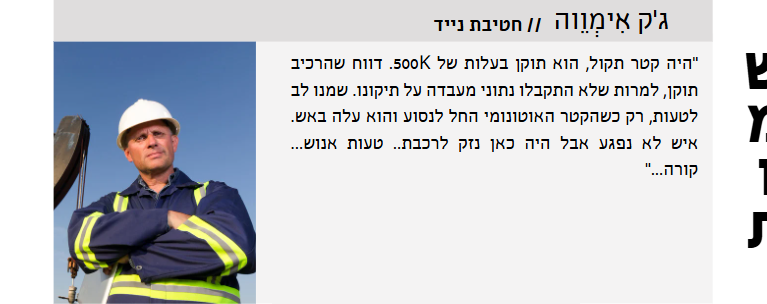 ג'ק אִימְוֵוה // חטיבת נייד
"היה קטר תקול, הוא תוקן בעלות של 500K. דווח שהרכיב
תוקן, למרות שלא התקבלו נתוני מעבדה על תיקונו. שמנו לב
לטעות, רק כשהקטר האוטונומי החל לנסוע והוא עלה באש.
איש לא נפגע אבל היה כאן נזק לרכבת.. טעות אנוש...
קורה..."